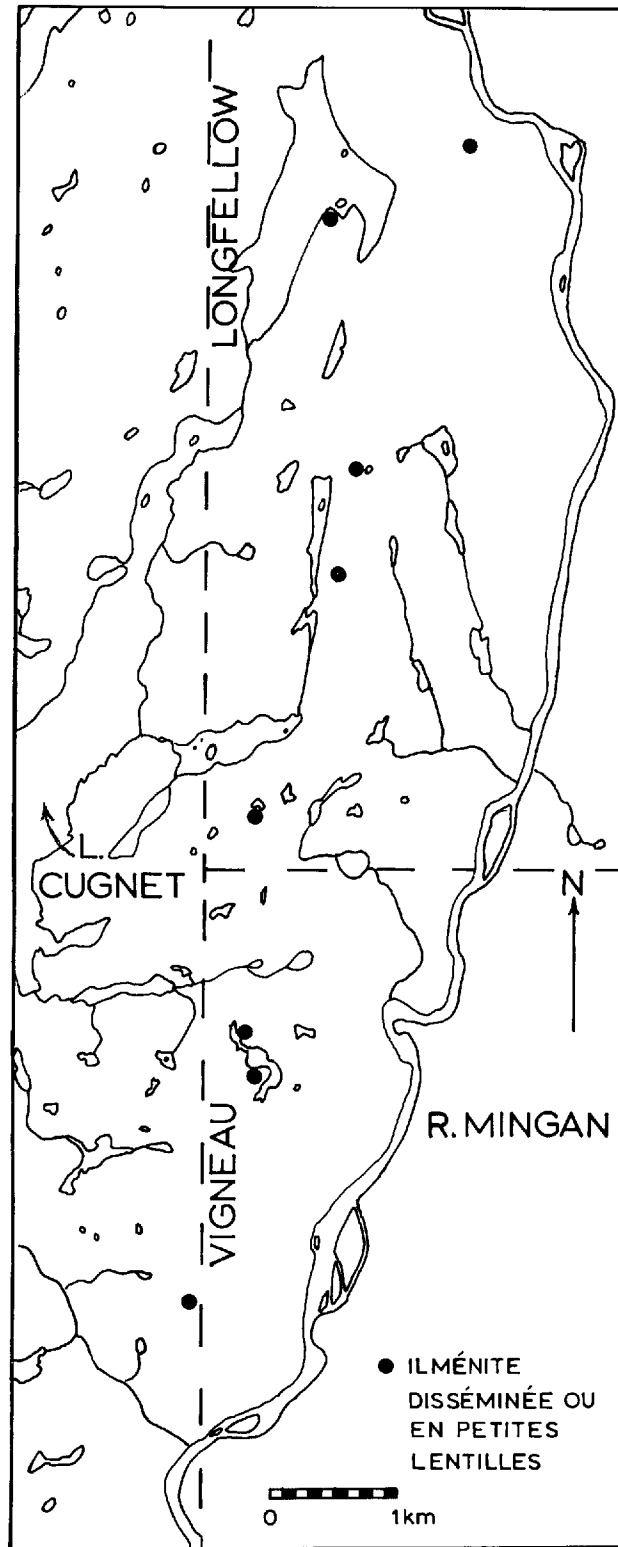 LONGFELLOW
L.
CUGNET
N
VIGNEAU
R. MINGAN
ILMÉNITE
DISSÉMINÉE OU
EN PETITES
LENTILLES
0 1km